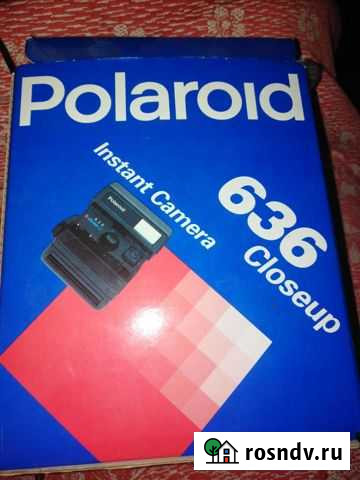 Polaroid
Instant Camera
636
Closeup
Polaroid
rosndv.ru